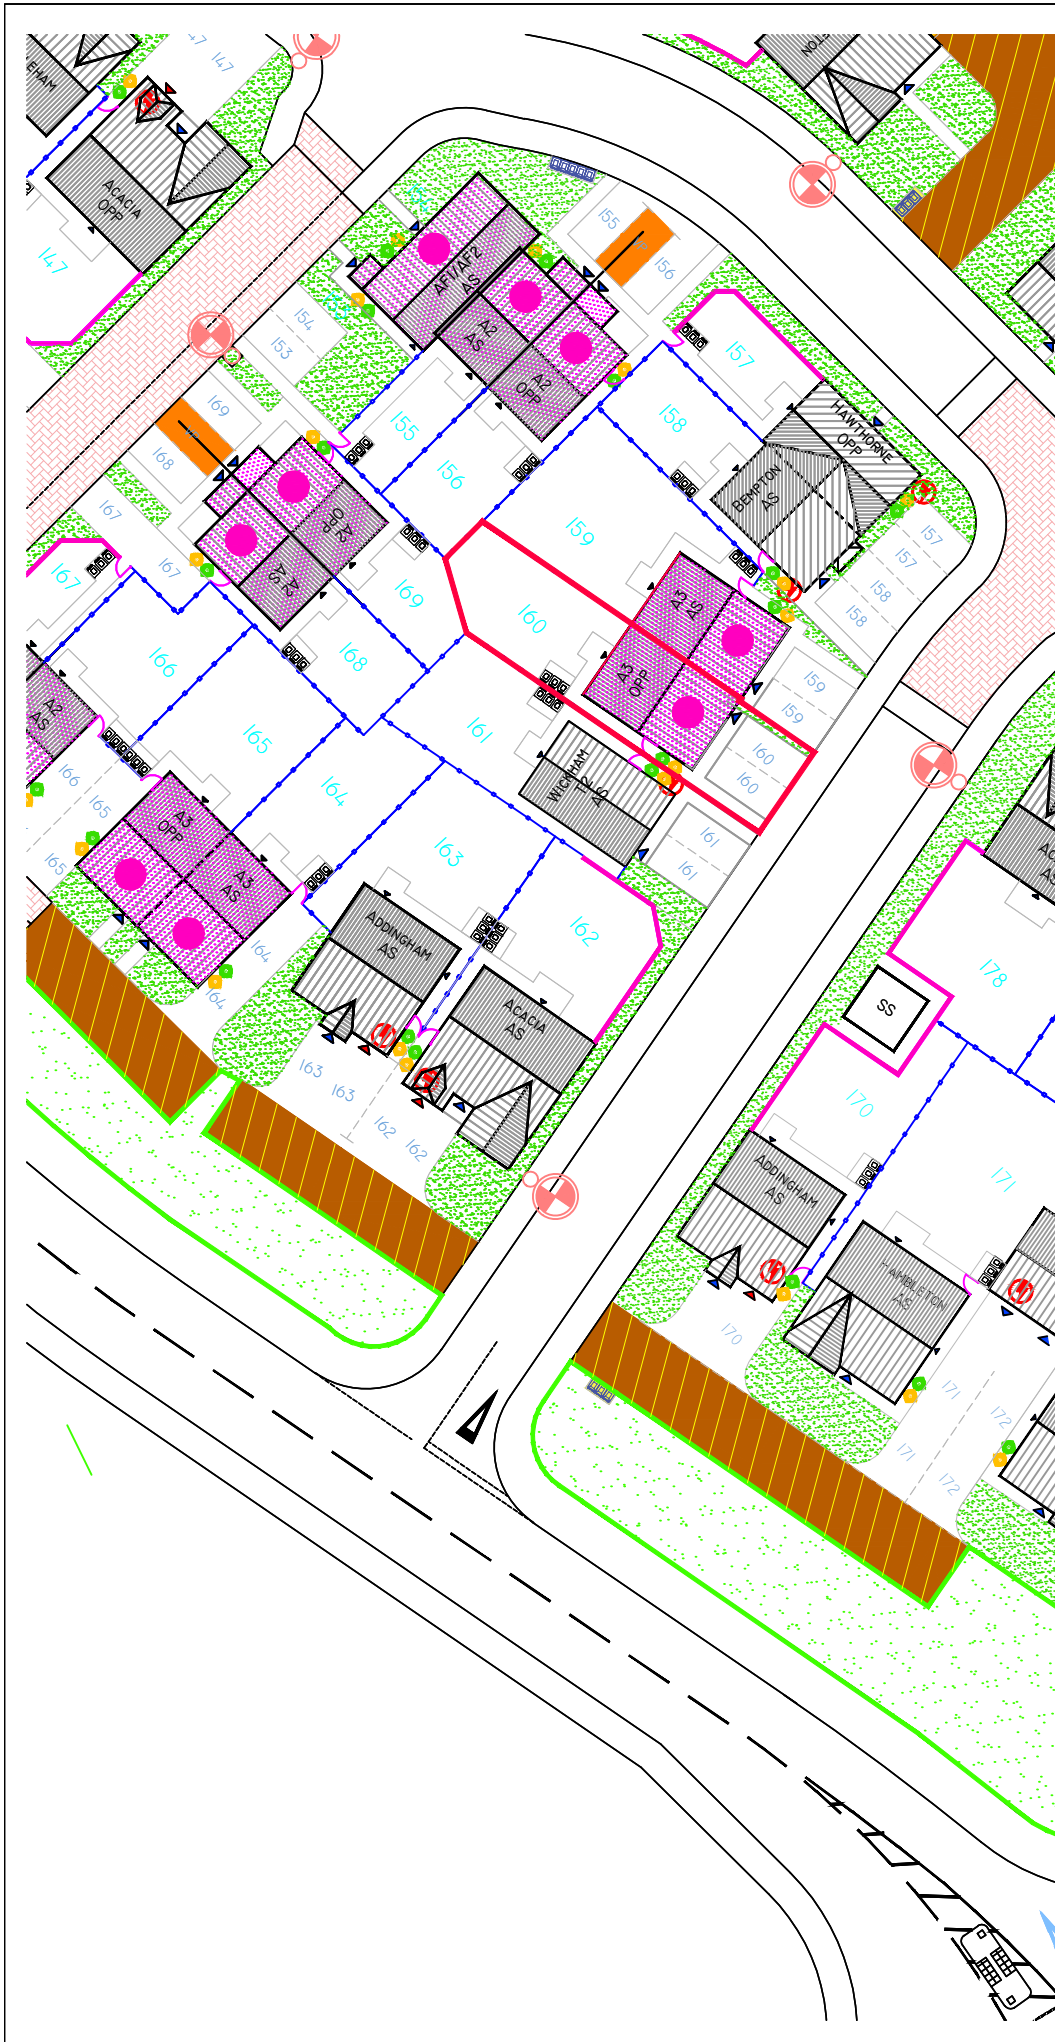 147
147
ACACIA
OPP
147
155
156
154
153
AF1/AF2
AS
A2
AS
A2
OPP
157
HAWTHORNE
OPP
BEMPTON
AS
158
155
156
169
168
A2
OPP
A2
AS
167
167
167
169
168
159
160
A3
AS
A3
OPP
157
157
158
158
159
159
160
160
161
161
161
WICKHAM
AS
166
165
164
163
162
A2
AS
166
165
165
A3
OPP
A3
AS
164
164
ADDINGHAM
AS
ACACIA
AS
163
163
162
162
178
SS
170
171
ADDINGHAM
AS
AS
170
171
171
172
172